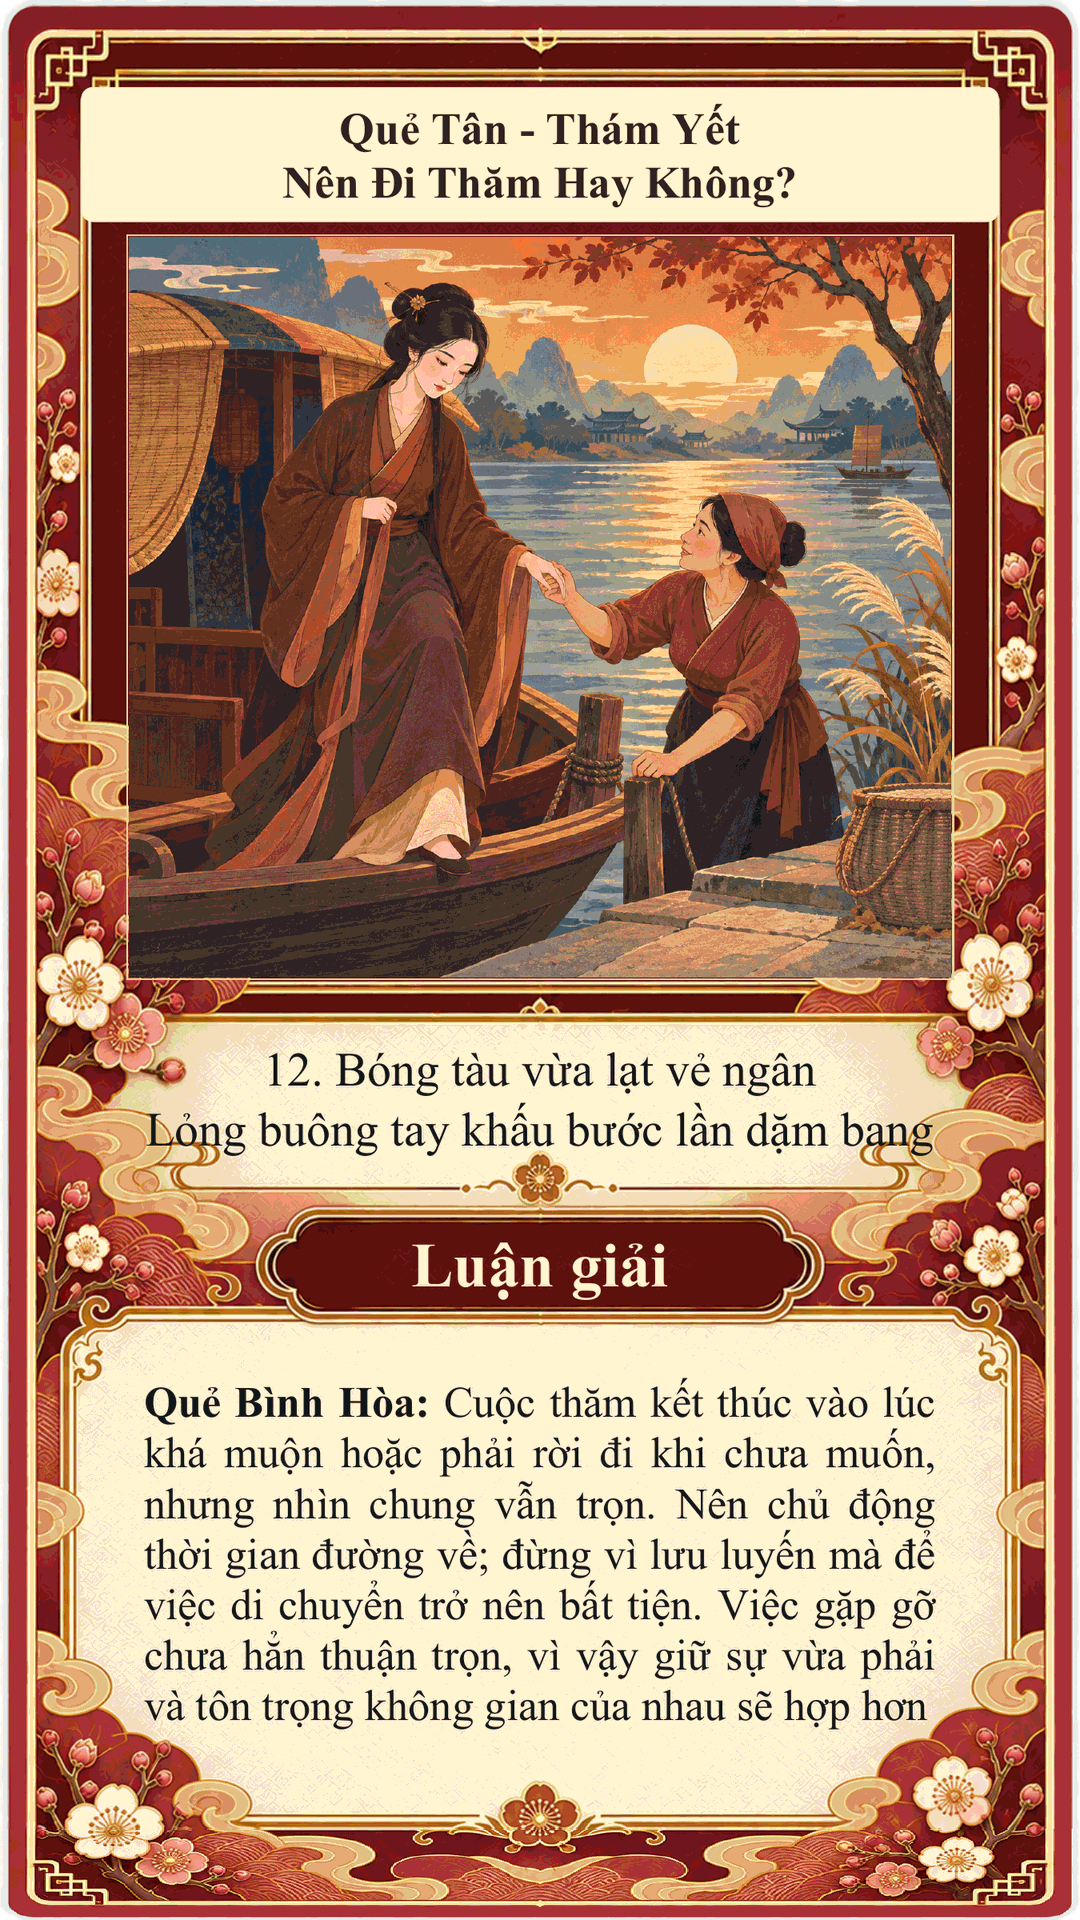 Quẻ Tân - Thám Yết
Nên Đi Thăm Hay Không?
12. Bóng tàu vừa lạt vẻ ngân
Lỏng buông tay khấu bước lần dặm bang
Luận giải
Quẻ Bình Hòa: Cuộc thăm kết thúc vào lúc
khá muộn hoặc phải rời đi khi chưa muốn,
nhưng nhìn chung vẫn trọn. Nên chủ động
thời gian đường về; đừng vì lưu luyến mà để
việc di chuyển trở nên bất tiện. Việc gặp gỡ
chưa hẳn thuận trọn, vì vậy giữ sự vừa phải
và tôn trọng không gian của nhau sẽ hợp hơn